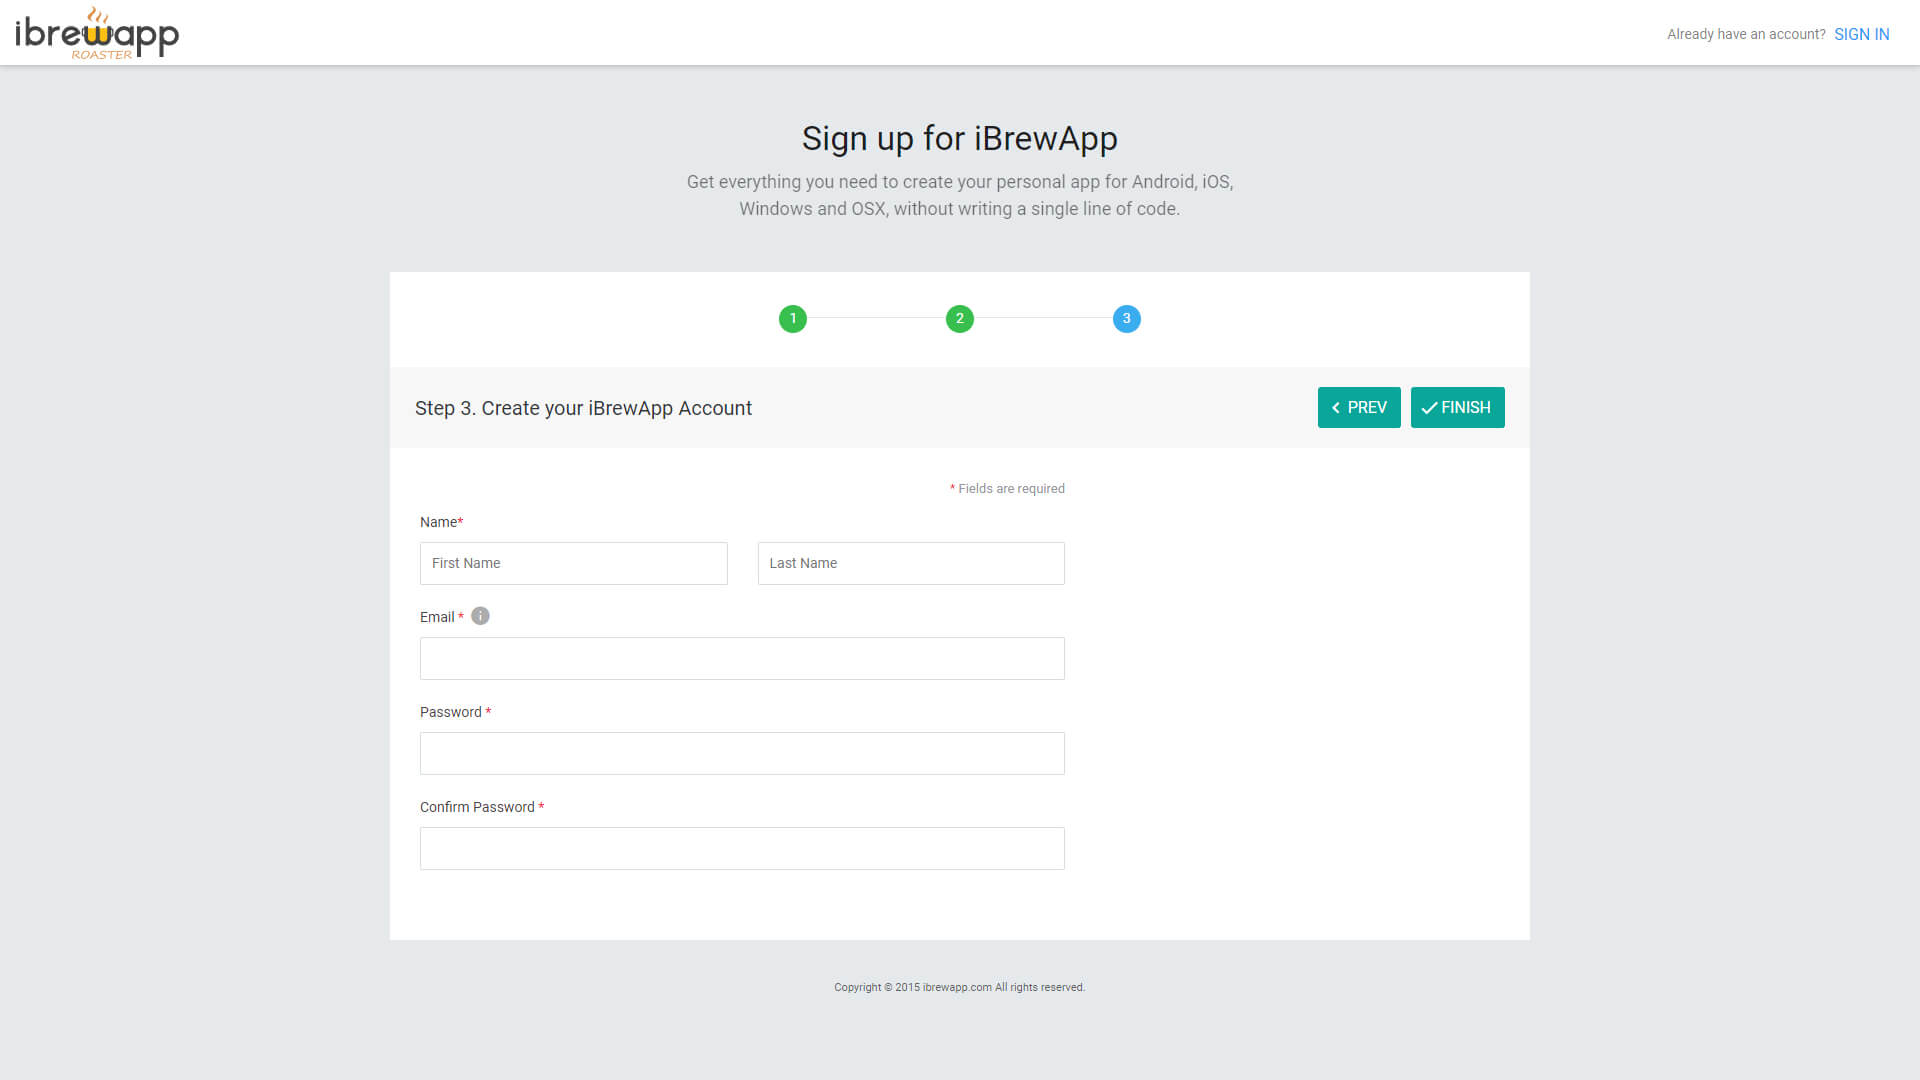 ibrewapp
ROASTER
Already have an account? SIGN IN
Sign up for iBrewApp
Get everything you need to create your personal app for Android, iOS,
Windows and OSX, without writing a single line of code.
1 2 3
Step 3. Create your iBrewApp Account
PREV
FINISH
* Fields are required
Name*
First Name
Last Name
Email * i
Password *
Confirm Password *
Copyright © 2015 ibrewapp.com All rights reserved.